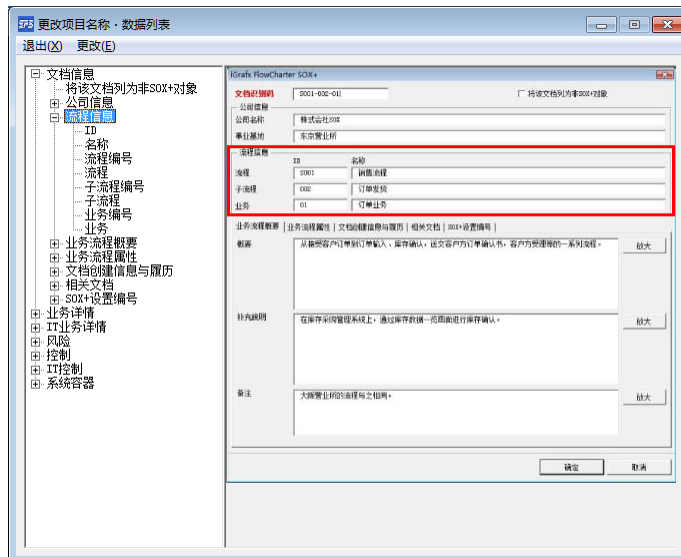 SPS 更改项目名称・数据列表
退出(X) 更改(E)
文档信息
将该文档列为非SOX+对象
公司信息
流程信息
ID
名称
流程编号
流程
子流程编号
子流程
业务编号
业务
业务流程概要
业务流程属性
文档创建信息与履历
相关文档
SOX+设置编号
业务详情
IT业务详情
风险
控制
IT控制
系统容器
iGrafx FlowCharter SOX+
文档识别码 S001-002-01 将该文档列为非SOX+对象
公司信息
公司名称 株式会社SOX
事业基地 东京营业所
流程信息
ID 名称
流程 S001 销售流程
子流程 002 订单发货
业务 01 订单业务
业务流程概要 业务流程属性 文档创建信息与履历 相关文档 SOX+设置编号
概要 从接受客户订单到订单输入、库存确认，送交客户方订单确认书，客户方受理等的一系列流程。 放大
补充说明 在库存采购管理系统上，通过库存数据一览画面进行库存确认。 放大
备注 大阪营业所的流程与之相同。 放大
确定 取消